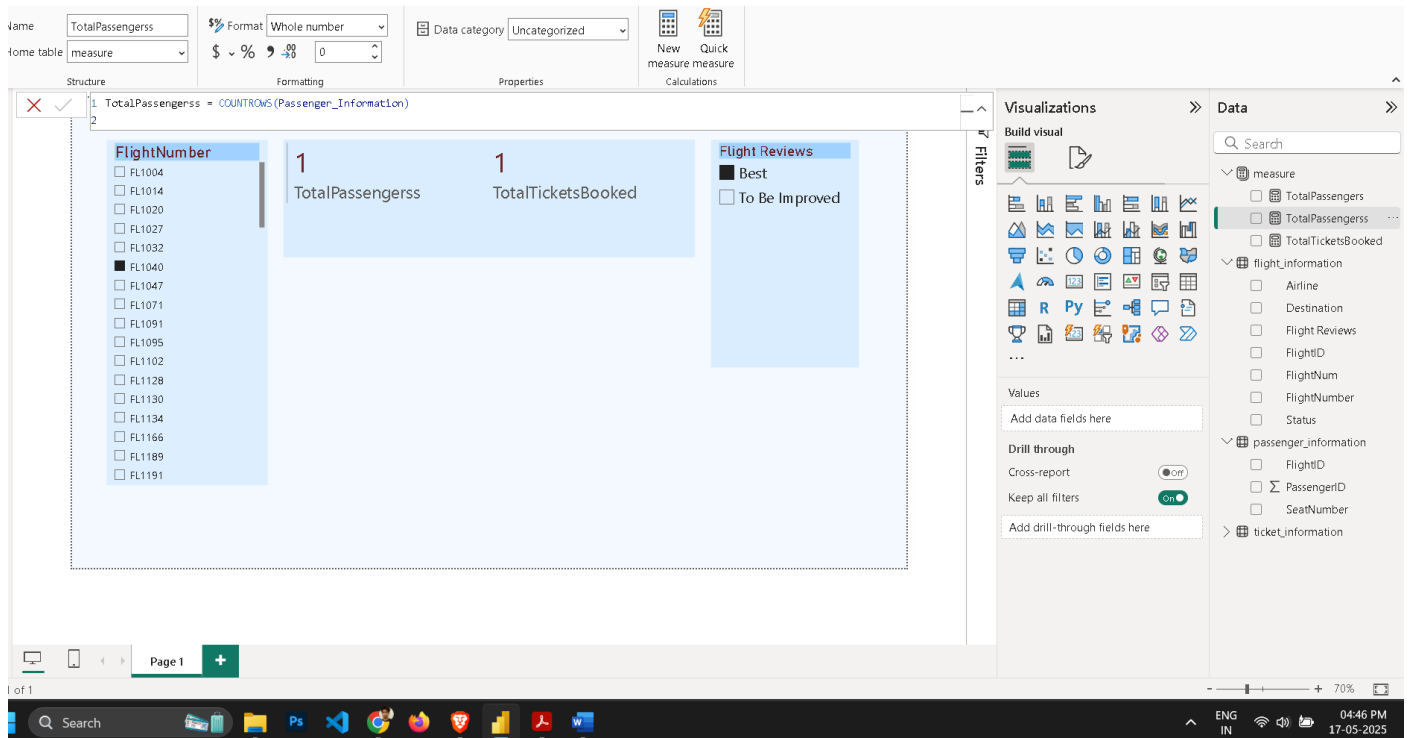 Name TotalPassengerss
Format Whole number
Data category Uncategorized
New measure
Quick measure
Home table measure
$ % 0
Structure
Formatting
Properties
Calculations
1 TotalPassengerss = COUNTROWS(Passenger_Information)
2
FlightNumber
FL1004
FL1014
FL1020
FL1027
FL1032
FL1040
FL1047
FL1071
FL1091
FL1095
FL1102
FL1128
FL1130
FL1134
FL1166
FL1189
FL1191
1
TotalPassengerss
1
TotalTicketsBooked
Flight Reviews
Best
To Be Improved
Filters
Visualizations
Build visual
R Py
123
...
Values
Add data fields here
Drill through
Cross-report Off
Keep all filters On
Add drill-through fields here
Data
Search
measure
TotalPassengers
TotalPassengerss
TotalTicketsBooked
flight_information
Airline
Destination
Flight Reviews
FlightID
FlightNum
FlightNumber
Status
passenger_information
FlightID
PassengerID
SeatNumber
ticket_information
Page 1
1 of 1
70%
Search
Ps
W
ENG
IN
04:46 PM
17-05-2025